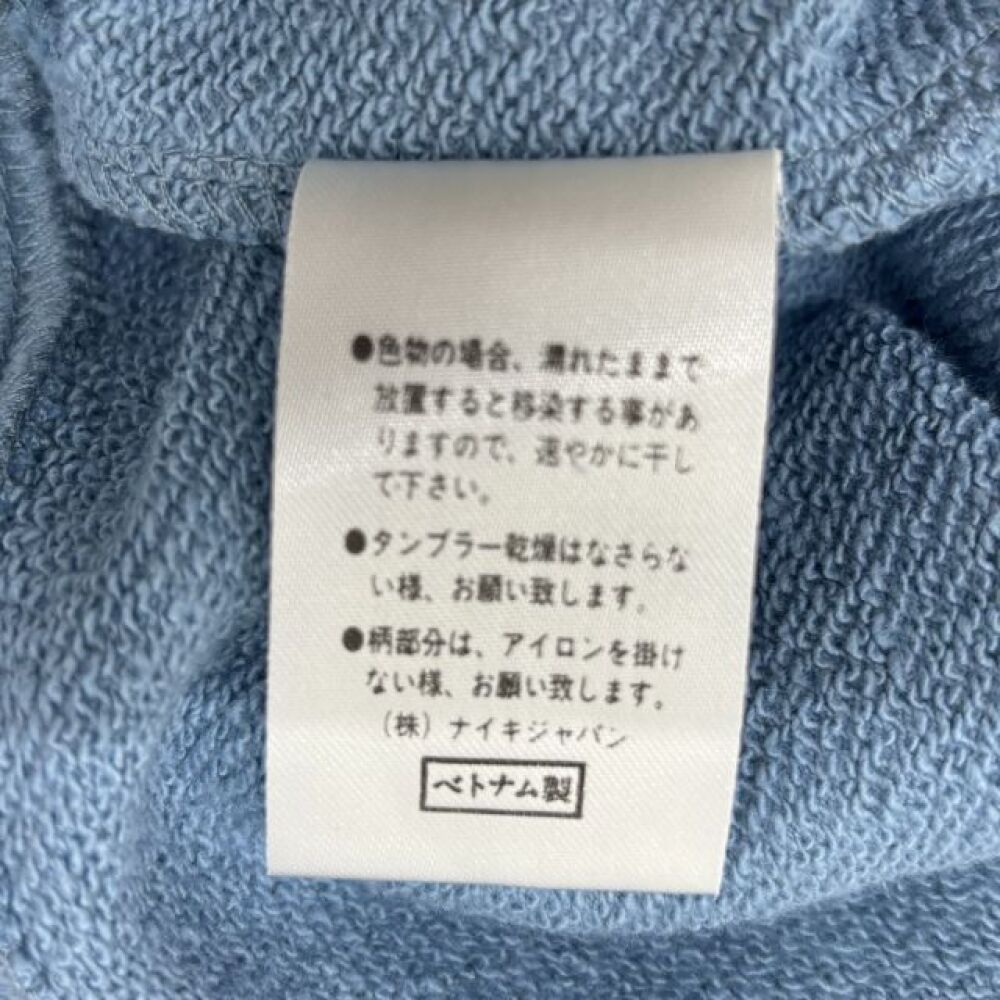 ●色物の場合、濡れたままで
放置すると移染する事があ
りますので、速やかに干し
て下さい。
●タンブラー乾燥はなさらな
い様、お願い致します。
●柄部分は、アイロンを掛け
ない様、お願い致します。
(株)ナイキジャパン
ベトナム製